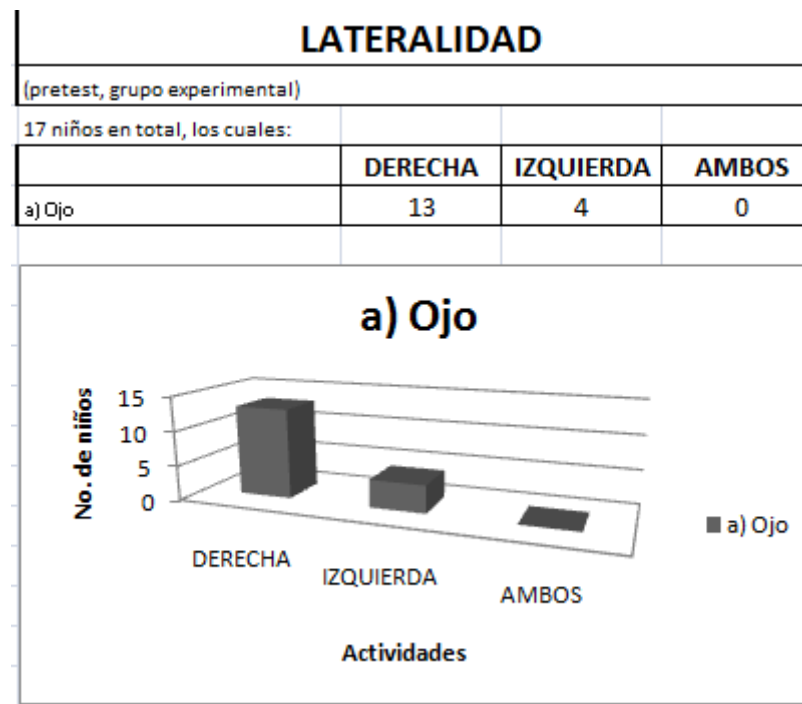 LATERALIDAD
(pretest, grupo experimental)
17 niños en total, los cuales:
DERECHA IZQUIERDA AMBOS
a) Ojo 13 4 0
a) Ojo
No. de niños
15
10
5
0
DERECHA
IZQUIERDA
AMBOS
a) Ojo
Actividades